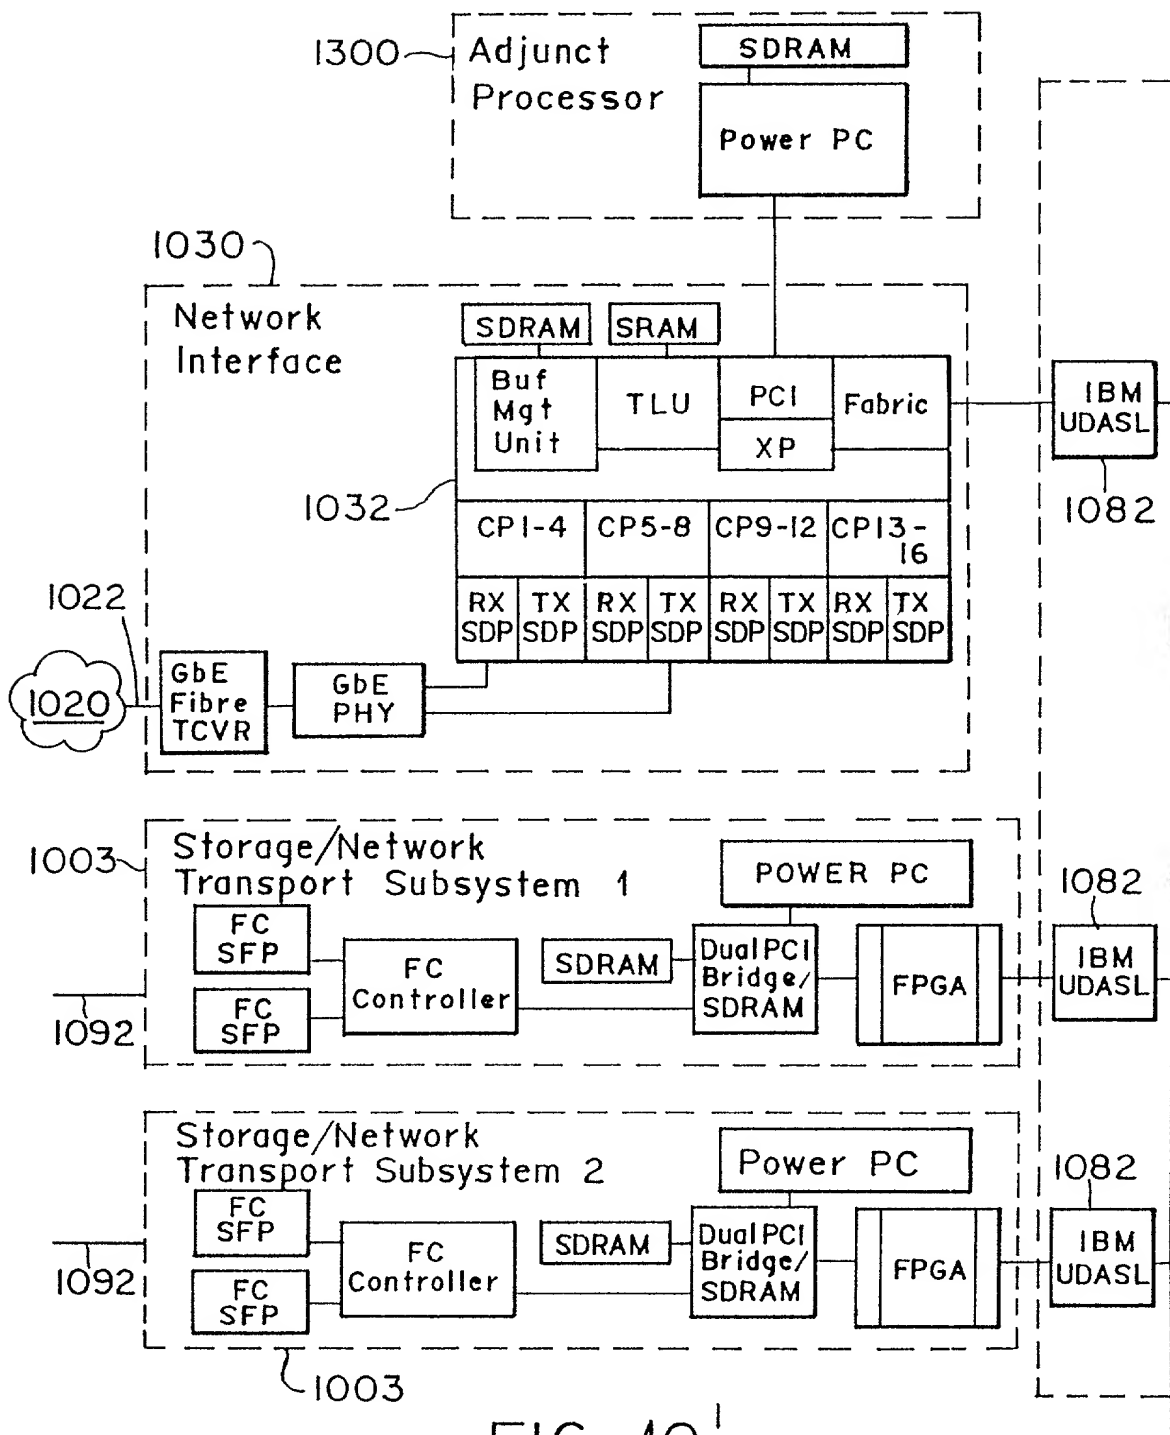 1300
Adjunct
Processor
SDRAM
Power PC
1030
Network
Interface
SDRAM
SRAM
Buf
Mgt
Unit
TLU
PCI
XP
Fabric
IBM
UDASL
1082
1032
CP1-4
CP5-8
CP9-12
CP13-
16
RX
SDP
TX
SDP
RX
SDP
TX
SDP
RX
SDP
TX
SDP
RX
SDP
TX
SDP
1022
1020
GbE
Fibre
TCVR
GbE
PHY
1003
Storage/Network
Transport Subsystem 1
POWER PC
FC
SFP
FC
SFP
FC
Controller
SDRAM
Dual PCI
Bridge/
SDRAM
FPGA
1082
IBM
UDASL
1092
Storage/Network
Transport Subsystem 2
Power PC
FC
SFP
FC
SFP
FC
Controller
SDRAM
Dual PCI
Bridge/
SDRAM
FPGA
1082
IBM
UDASL
1092
1003